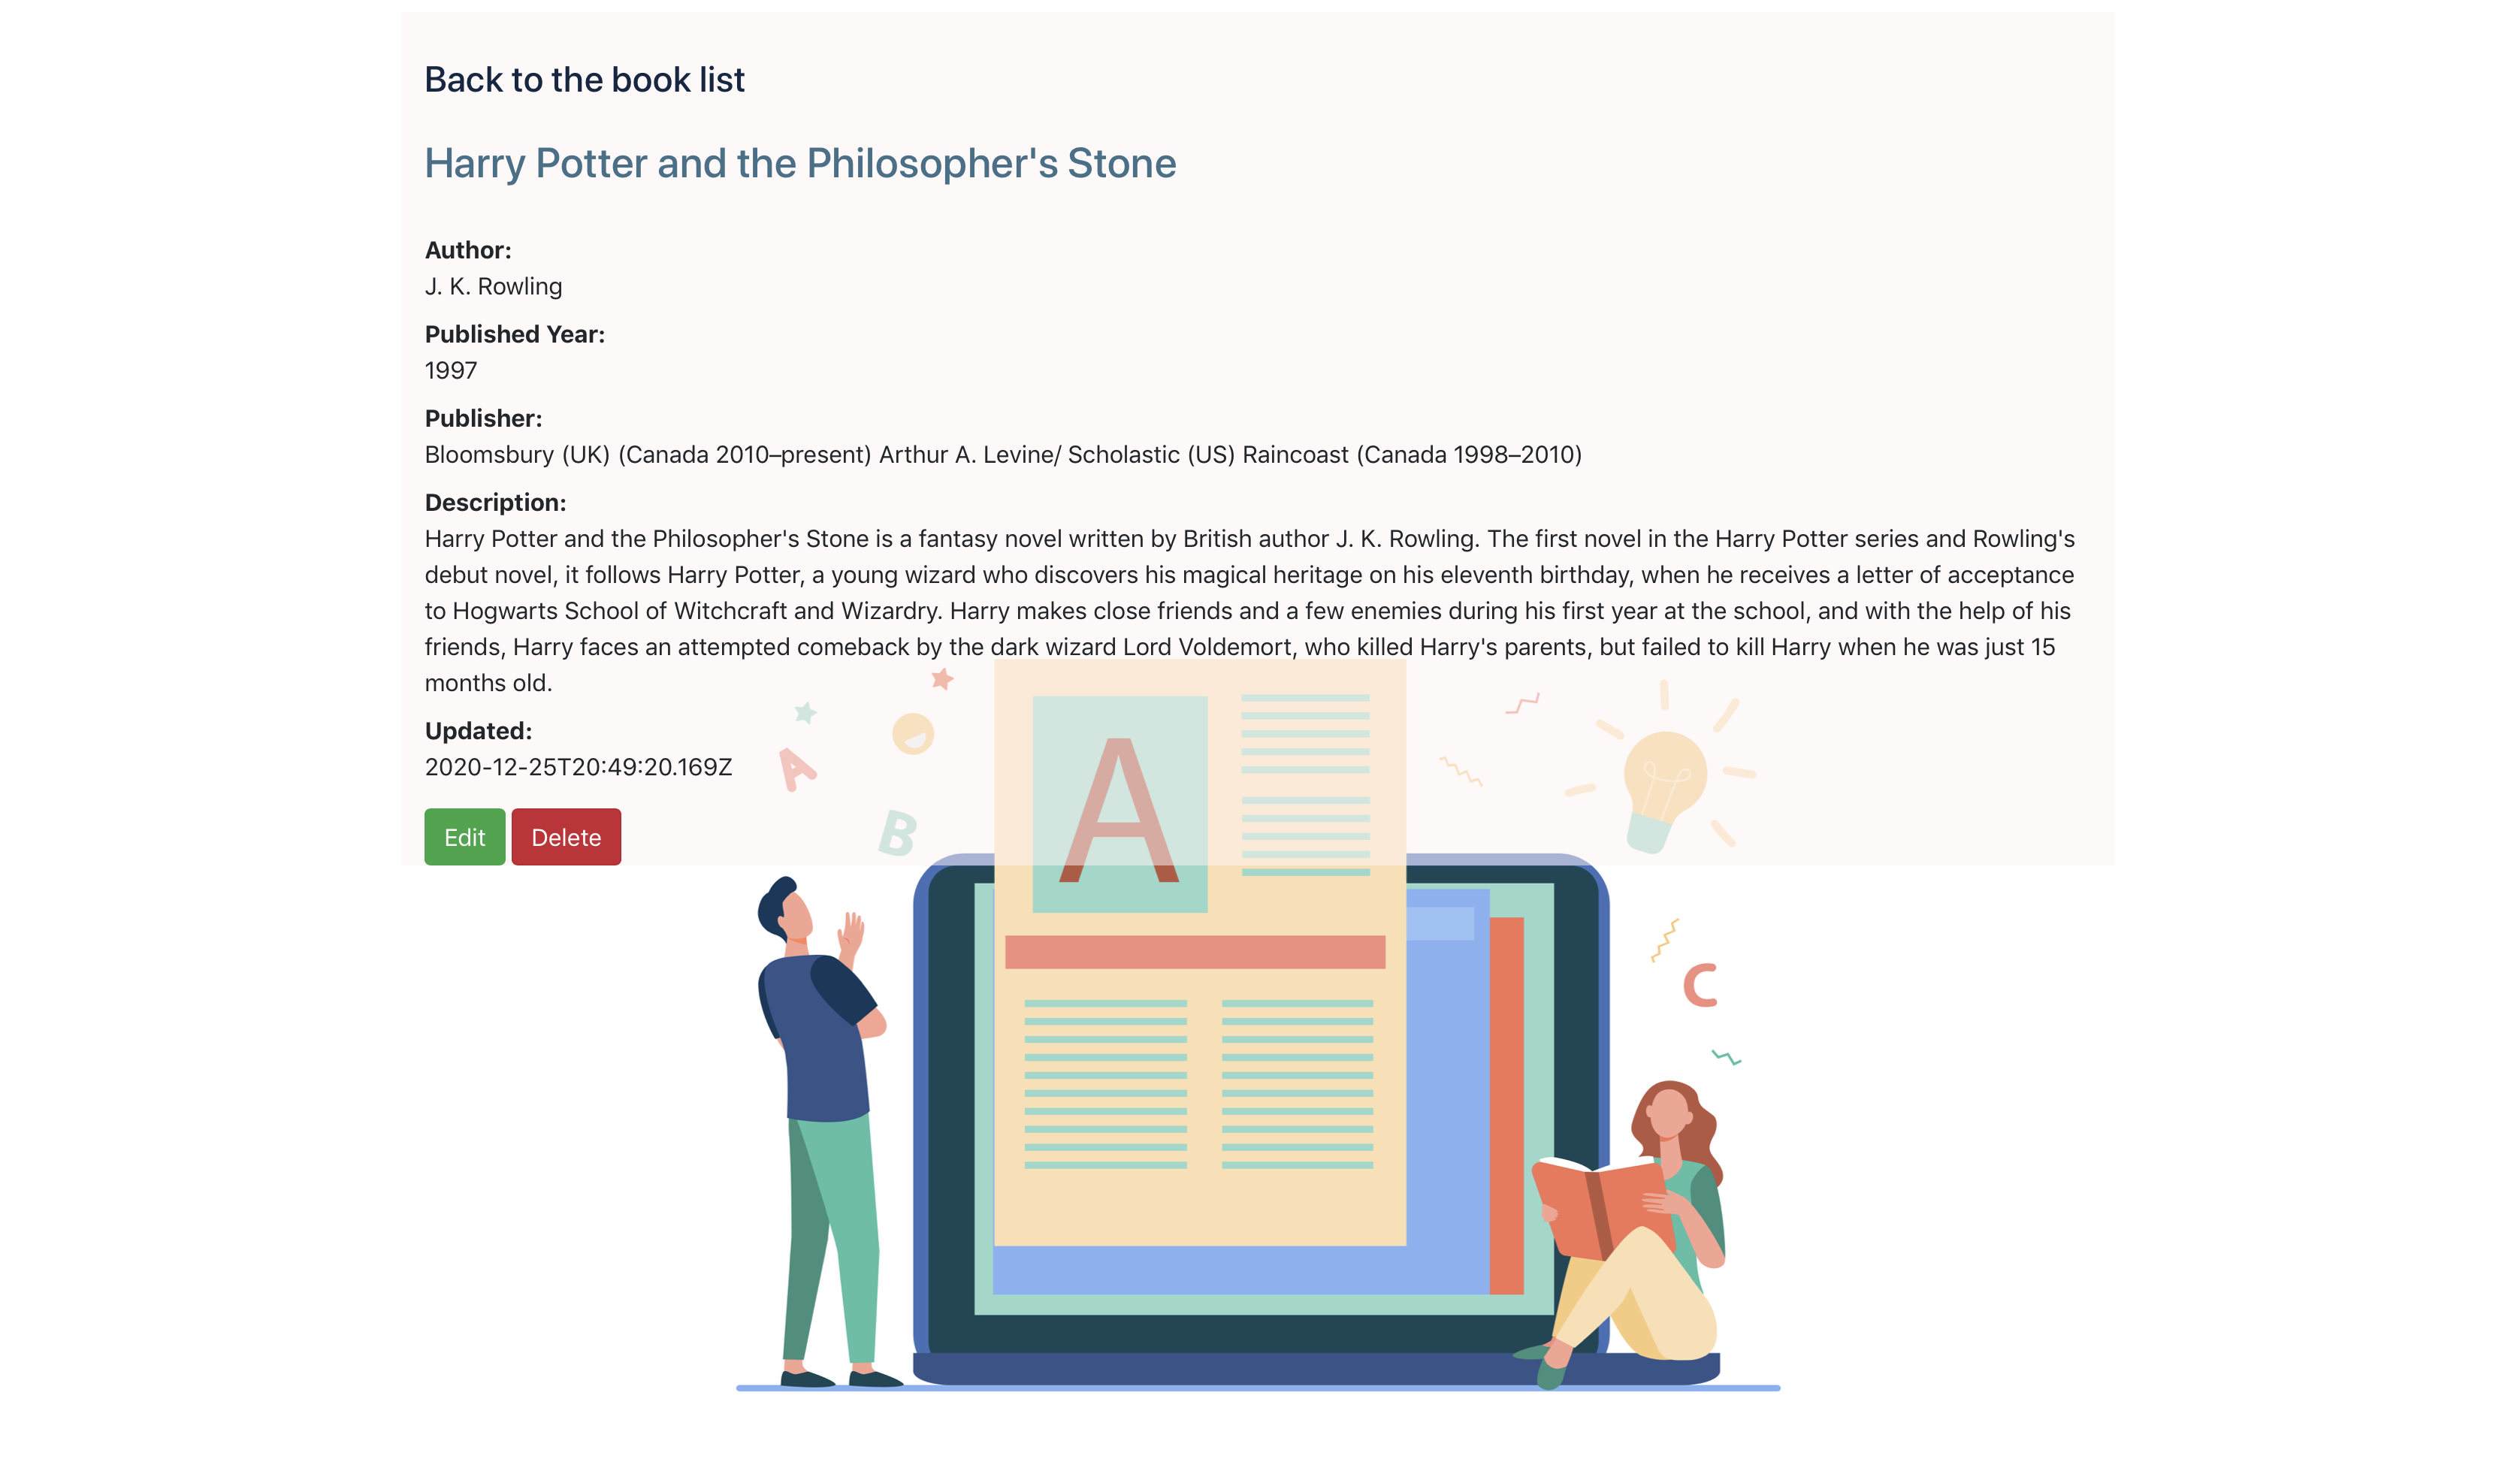 Back to the book list
Harry Potter and the Philosopher's Stone
Author:
J. K. Rowling
Published Year:
1997
Publisher:
Bloomsbury (UK) (Canada 2010–present) Arthur A. Levine/ Scholastic (US) Raincoast (Canada 1998–2010)
Description:
Harry Potter and the Philosopher's Stone is a fantasy novel written by British author J. K. Rowling. The first novel in the Harry Potter series and Rowling's
debut novel, it follows Harry Potter, a young wizard who discovers his magical heritage on his eleventh birthday, when he receives a letter of acceptance
to Hogwarts School of Witchcraft and Wizardry. Harry makes close friends and a few enemies during his first year at the school, and with the help of his
friends, Harry faces an attempted comeback by the dark wizard Lord Voldemort, who killed Harry's parents, but failed to kill Harry when he was just 15
months old.
Updated:
2020-12-25T20:49:20.169Z
Edit Delete
A
B
A
C